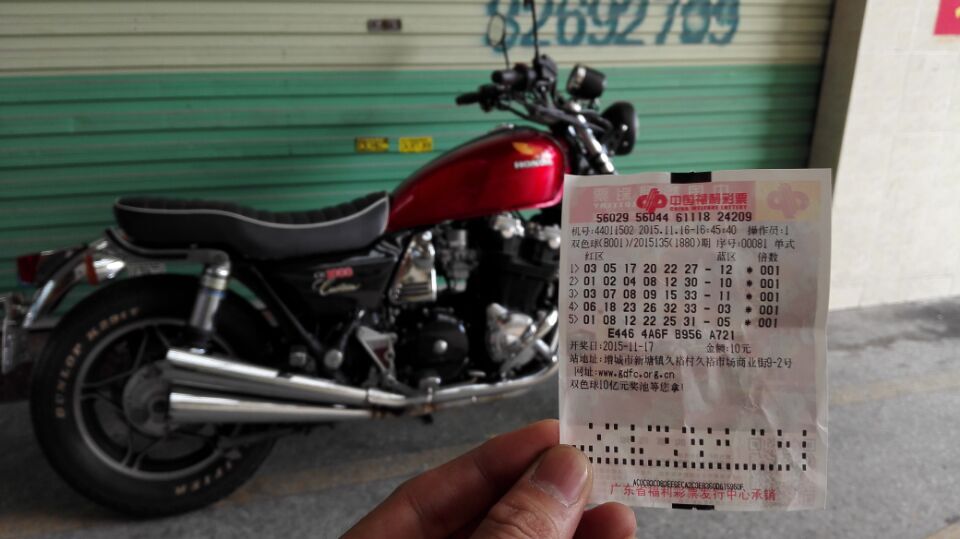 82692709
HONDA
1000
Custom
DUNLOP
中国福利彩票
CHINA WELFARE LOTTERY
56029 56044 61118 24209
机号:44011502 2015.11.16-16:45:40 操作员:1
双色球(B001)/2015135(1880)期 序号:00081 单式
红区 蓝区 倍数
1> 03 05 17 20 22 27 - 12 * 001
2> 01 02 04 08 12 30 - 10 * 001
3> 03 07 08 09 15 33 - 11 * 001
4> 06 18 23 26 32 33 - 03 * 001
5> 01 08 12 22 25 31 - 05 * 001
E446 4A6F B956 A721
开奖日:2015-11-17 金额:10元
站地址:增城市新塘镇久裕村久裕市场商业街9-2号
网址:www.gdfc.org.cn
双色球10亿元奖池等您拿!
广东省福利彩票发行中心承销